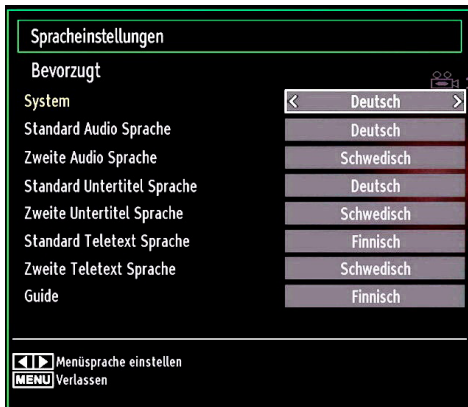 Spracheinstellungen
Bevorzugt
System < Deutsch >
Standard Audio Sprache Deutsch
Zweite Audio Sprache Schwedisch
Standard Untertitel Sprache Deutsch
Zweite Untertitel Sprache Schwedisch
Standard Teletext Sprache Finnisch
Zweite Teletext Sprache Schwedisch
Guide Finnisch
Menüsprache einstellen
MENU Verlassen